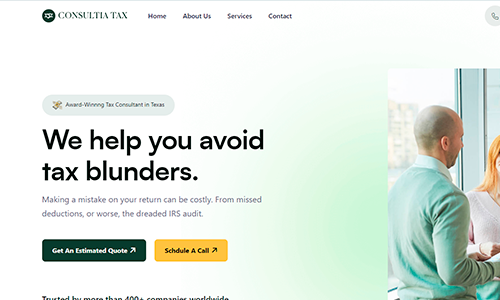 CONSULTIA TAX
Home About Us Services Contact
Award-Winnng Tax Consultant in Texas
We help you avoid
tax blunders.
Making a mistake on your return can be costly. From missed
deductions, or worse, the dreaded IRS audit.
Get An Estimated Quote
Schdule A Call
Trusted by more than 400+ companies worldwide